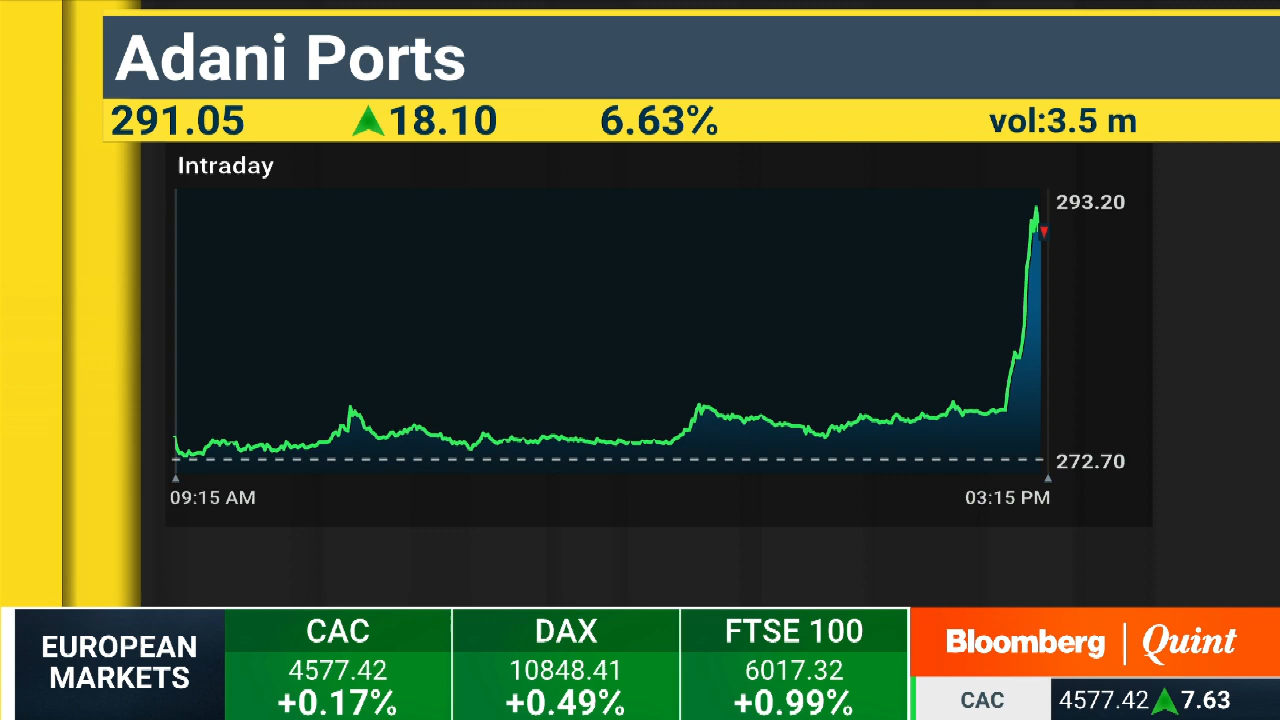 Adani Ports
291.05 18.10 6.63% vol:3.5 m
Intraday
293.20
272.70
09:15 AM 03:15 PM
EUROPEAN
MARKETS
CAC
4577.42
+0.17%
DAX
10848.41
+0.49%
FTSE 100
6017.32
+0.99%
Bloomberg | Quint
CAC 4577.42 7.63